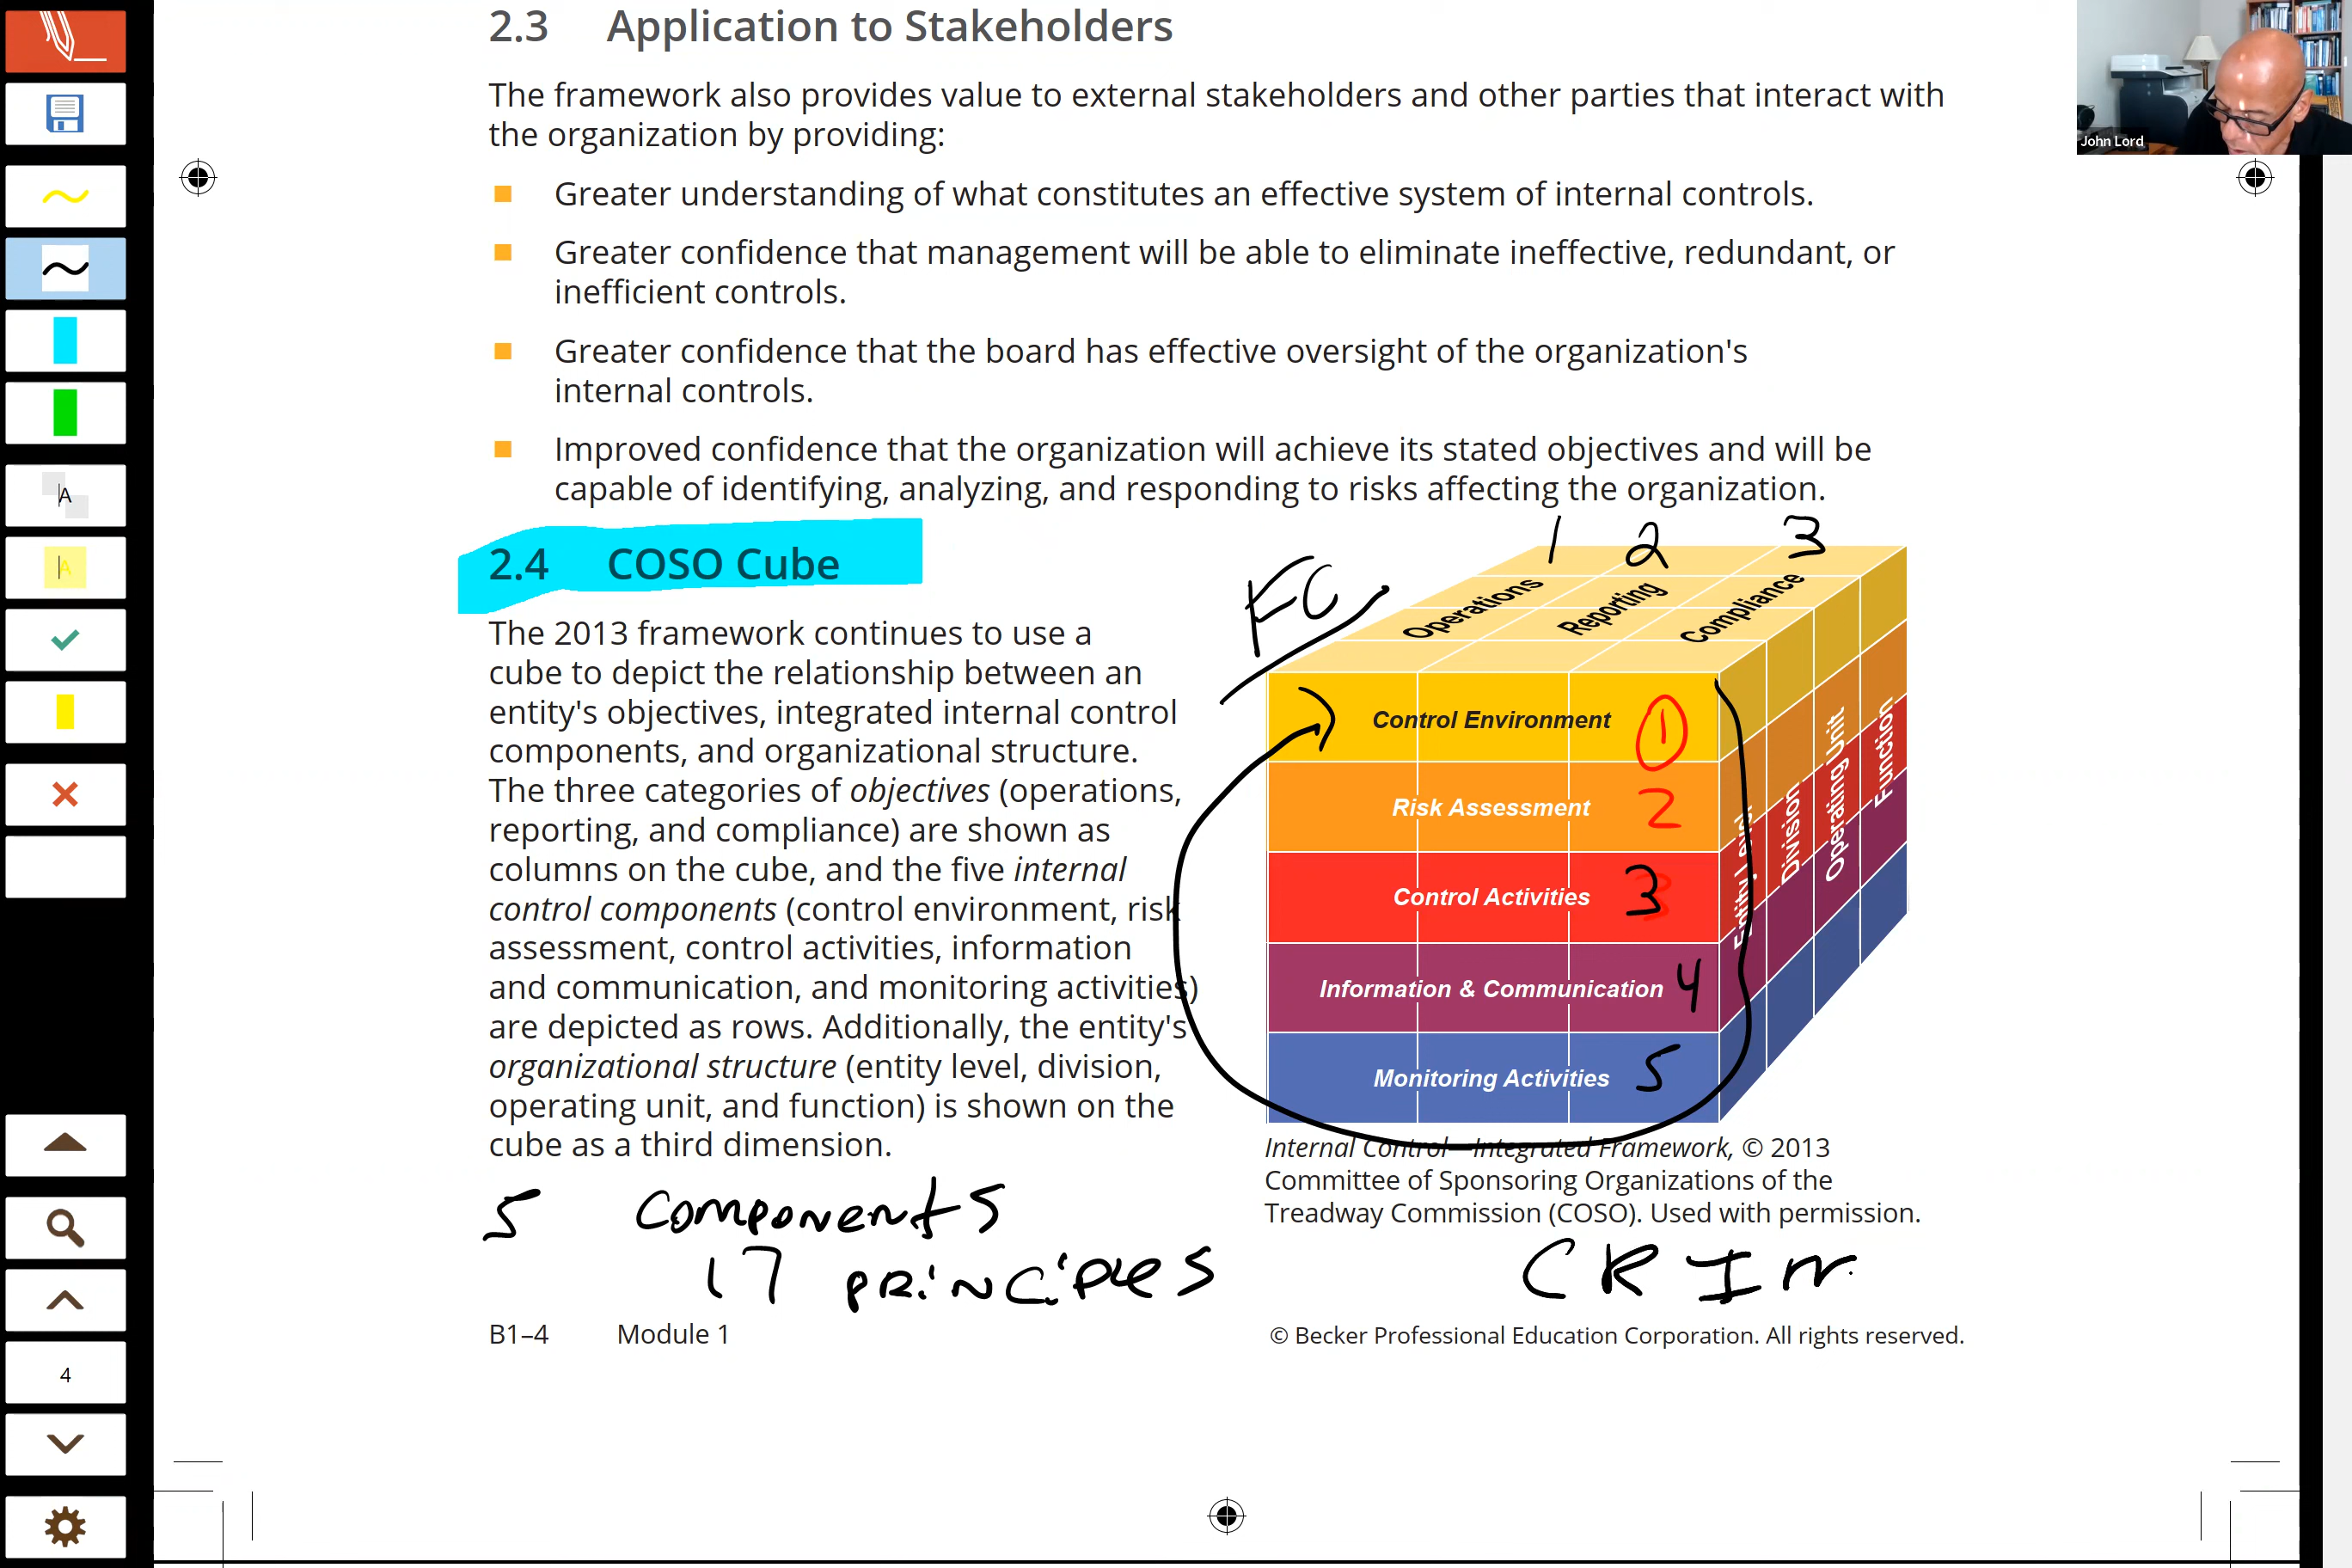 2.3 Application to Stakeholders
John Lord
The framework also provides value to external stakeholders and other parties that interact with
the organization by providing:
Greater understanding of what constitutes an effective system of internal controls.
Greater confidence that management will be able to eliminate ineffective, redundant, or
inefficient controls.
Greater confidence that the board has effective oversight of the organization's
internal controls.
Improved confidence that the organization will achieve its stated objectives and will be
capable of identifying, analyzing, and responding to risks affecting the organization.
2.4 COSO Cube
The 2013 framework continues to use a
cube to depict the relationship between an
entity's objectives, integrated internal control
components, and organizational structure.
The three categories of objectives (operations,
reporting, and compliance) are shown as
columns on the cube, and the five internal
control components (control environment, risk
assessment, control activities, information
and communication, and monitoring activities)
are depicted as rows. Additionally, the entity's
organizational structure (entity level, division,
operating unit, and function) is shown on the
cube as a third dimension.
1 2 3
Operations Reporting Compliance
Control Environment 1
Risk Assessment 2
Control Activities 3
Information & Communication 4
Monitoring Activities 5
Entity Level
Division
Operating Unit
Function
Internal Control—Integrated Framework, © 2013
Committee of Sponsoring Organizations of the
Treadway Commission (COSO). Used with permission.
5 Components
17 PRiNCiPLES
B1–4 Module 1
© Becker Professional Education Corporation. All rights reserved.
A
A
4